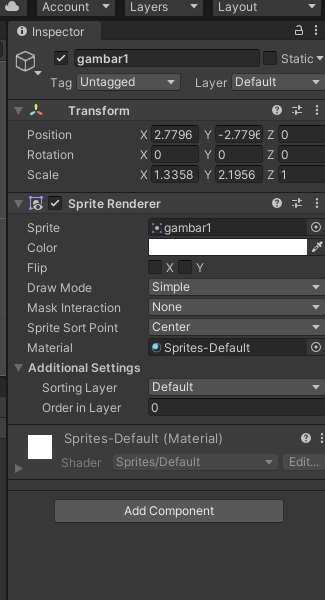 Account Layers Layout
Inspector
gambar1 Static
Tag Untagged Layer Default
Transform
Position X 2.7796 Y -2.7796 Z 0
Rotation X 0 Y 0 Z 0
Scale X 1.3358 Y 2.1956 Z 1
Sprite Renderer
Sprite gambar1
Color
Flip X Y
Draw Mode Simple
Mask Interaction None
Sprite Sort Point Center
Material Sprites-Default
Additional Settings
Sorting Layer Default
Order in Layer 0
Sprites-Default (Material)
Shader Sprites/Default Edit...
Add Component